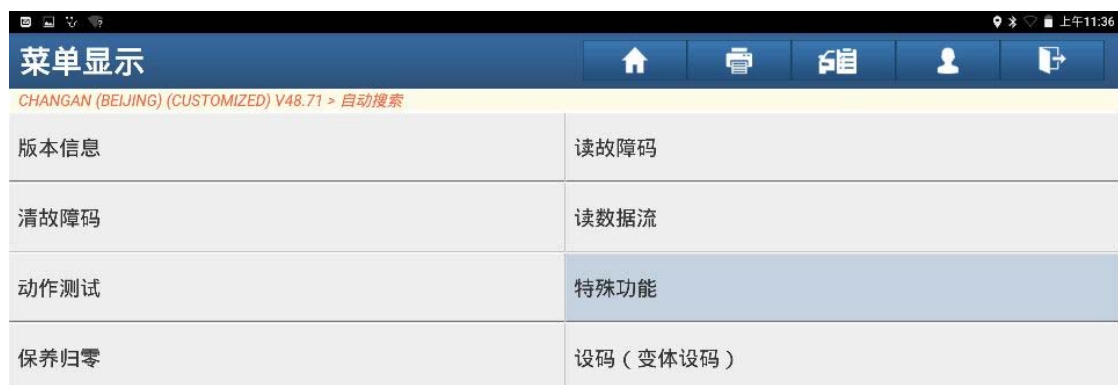 上午11:36
菜单显示
CHANGAN (BEIJING) (CUSTOMIZED) V48.71 > 自动搜索
版本信息
读故障码
清故障码
读数据流
动作测试
特殊功能
保养归零
设码（变体设码）